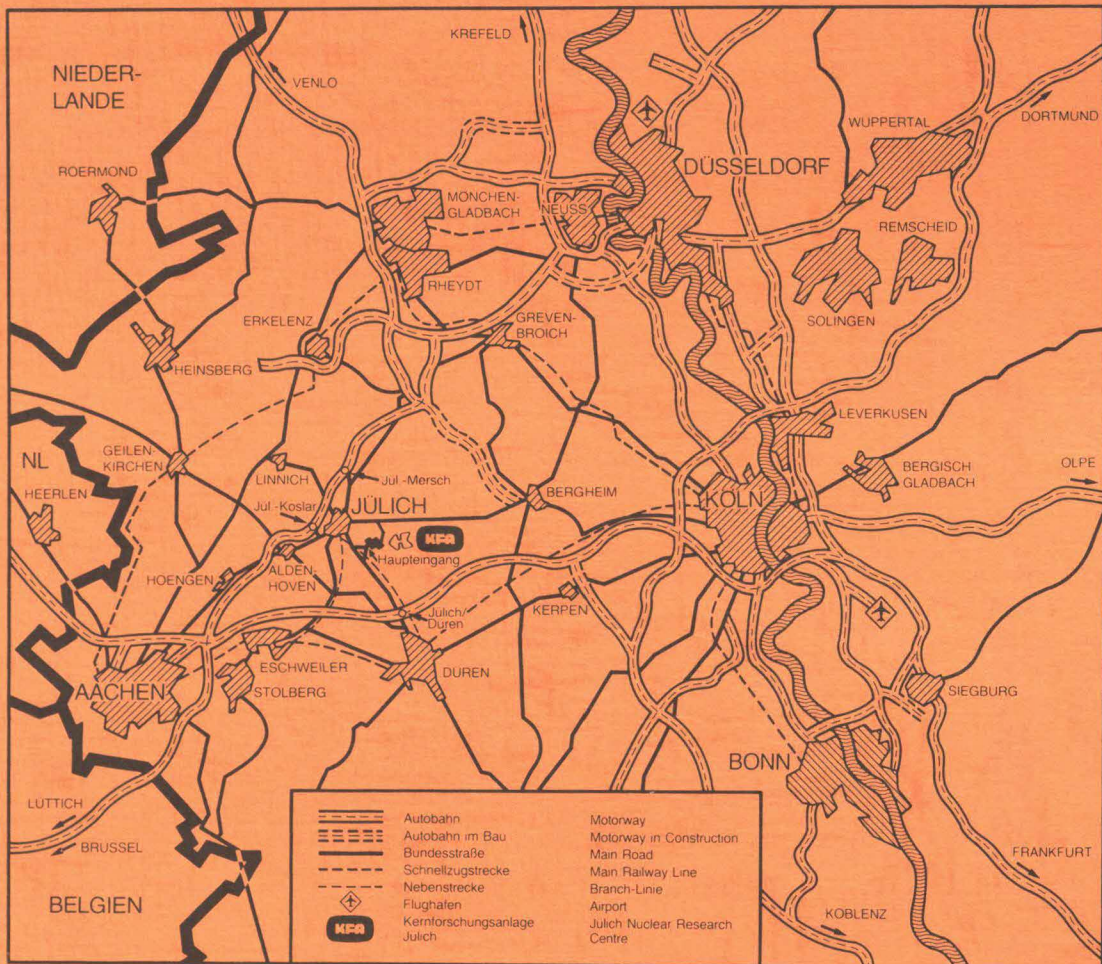 KREFELD
NIEDER-
LANDE
VENLO
DORTMUND
WUPPERTAL
DÜSSELDORF
ROERMOND
MÖNCHEN-
GLADBACH
NEUSS
REMSCHEID
RHEYDT
ERKELENZ
GREVEN-
BROICH
SOLINGEN
HEINSBERG
LEVERKUSEN
GEILEN-
KIRCHEN
NL
LINNICH
Jül.-Mersch
BERGISCH
GLADBACH
OLPE
HEERLEN
BERGHEIM
KÖLN
Jül.-Koslar
JÜLICH
KFA
Haupteingang
HOENGEN
ALDEN-
HOVEN
KERPEN
Jülich/
Düren
ESCHWEILER
DÜREN
AACHEN
STOLBERG
SIEGBURG
BONN
LÜTTICH
BRÜSSEL
FRANKFURT
BELGIEN
KOBLENZ
Autobahn Motorway
Autobahn im Bau Motorway in Construction
Bundesstraße Main Road
Schnellzugstrecke Main Railway Line
Nebenstrecke Branch-Linie
Flughafen Airport
KFA Kernforschungsanlage Jülich Nuclear Research
Jülich Centre